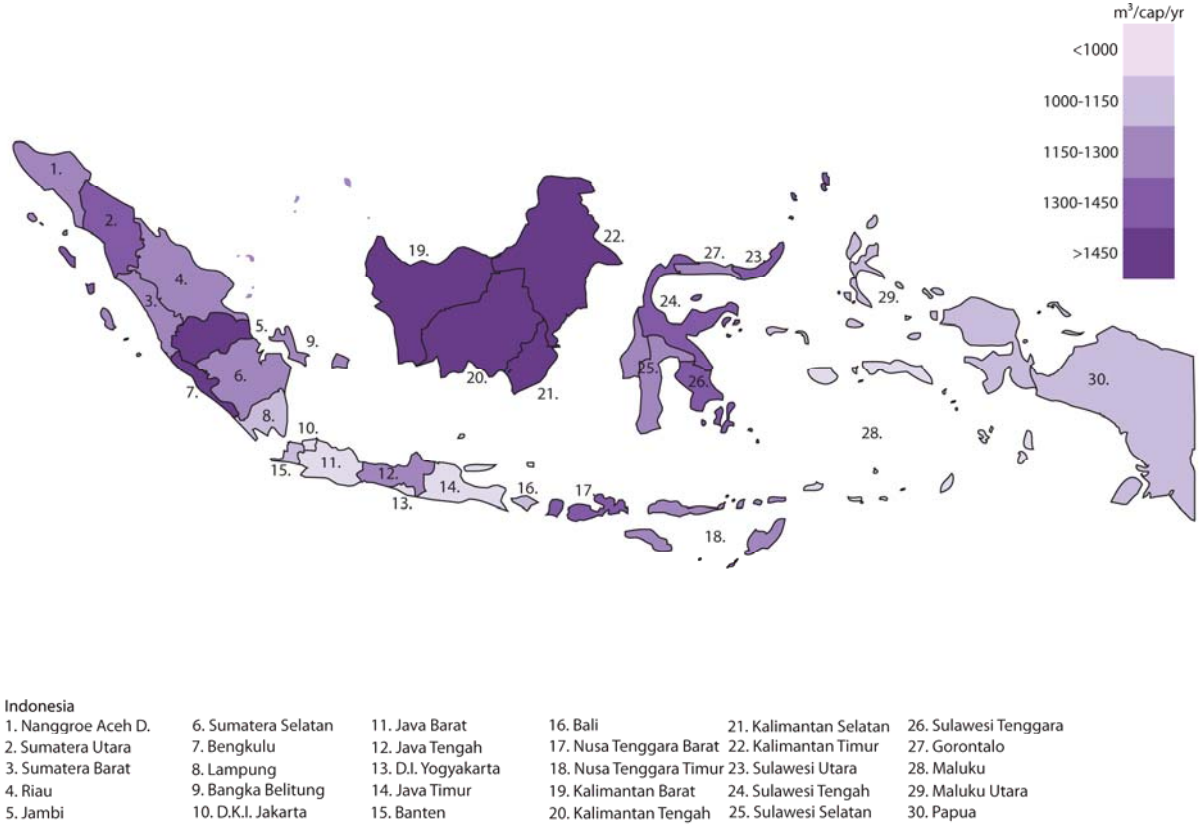 m³/cap/yr
<1000
1000-1150
1150-1300
1300-1450
>1450
1.
2.
3.
4.
5.
6.
7.
8.
9.
10.
11.
12.
13.
14.
15.
16.
17
18.
19.
20.
21.
22.
23.
24.
25.
26.
27.
28.
29.
30.
Indonesia
1. Nanggroe Aceh D.
2. Sumatera Utara
3. Sumatera Barat
4. Riau
5. Jambi
6. Sumatera Selatan
7. Bengkulu
8. Lampung
9. Bangka Belitung
10. D.K.I. Jakarta
11. Java Barat
12. Java Tengah
13. D.I. Yogyakarta
14. Java Timur
15. Banten
16. Bali
17. Nusa Tenggara Barat
18. Nusa Tenggara Timur
19. Kalimantan Barat
20. Kalimantan Tengah
21. Kalimantan Selatan
22. Kalimantan Timur
23. Sulawesi Utara
24. Sulawesi Tengah
25. Sulawesi Selatan
26. Sulawesi Tenggara
27. Gorontalo
28. Maluku
29. Maluku Utara
30. Papua